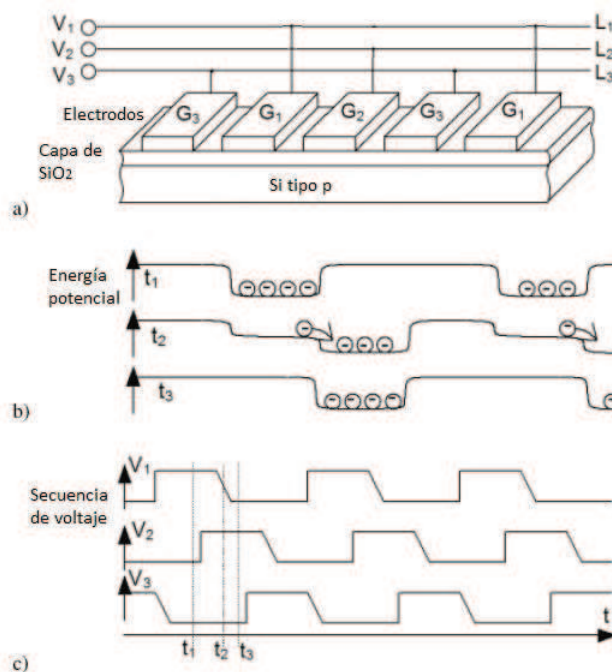 V₁ L₁
V₂ L₂
V₃ L₃
Electrodos G₃ G₁ G₂ G₃ G₁
Capa de
SiO₂
Si tipo p
a)
Energía
potencial
t₁
t₂
t₃
b)
Secuencia
de voltaje
V₁
V₂
V₃
t
t₁ t₂ t₃
c)